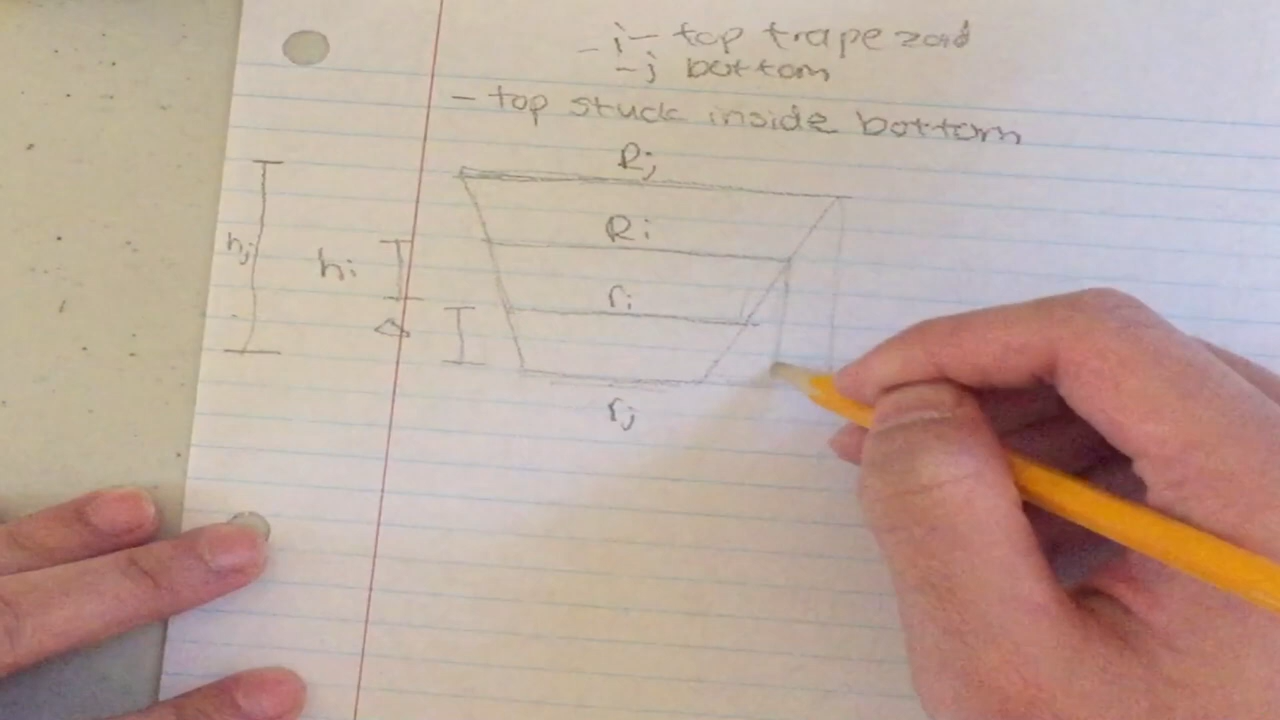 - i - top trapezoid
- j bottom
- top stuck inside bottom
Rj
Ri
hj
hi
ri
Δ
rj